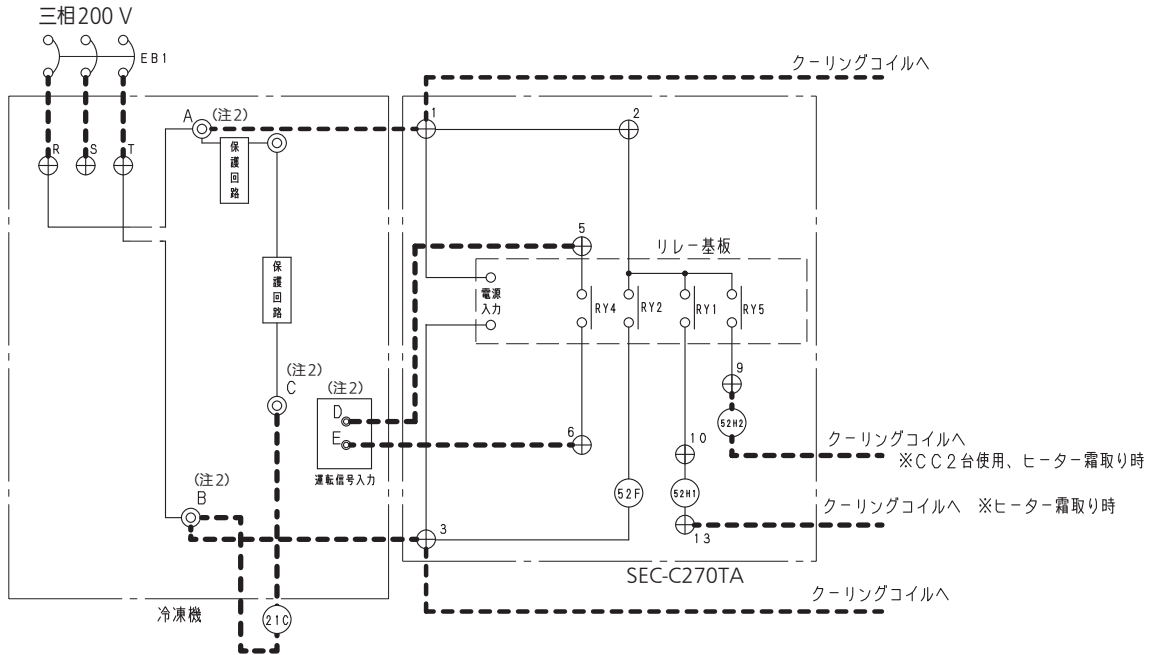 三相200 V
EB1
クーリングコイルへ
A
(注2)
1
2
R
S
T
保護回路
5
リレー基板
保護回路
電源入力
RY4
RY2
RY1
RY5
(注2)
C
(注2)
9
D
52H2
E
6
10
クーリングコイルへ
※CC2台使用、ヒーター霜取り時
運転信号入力
(注2)
B
52F
52H1
クーリングコイルへ ※ヒーター霜取り時
3
13
SEC-C270TA
クーリングコイルへ
冷凍機
21C